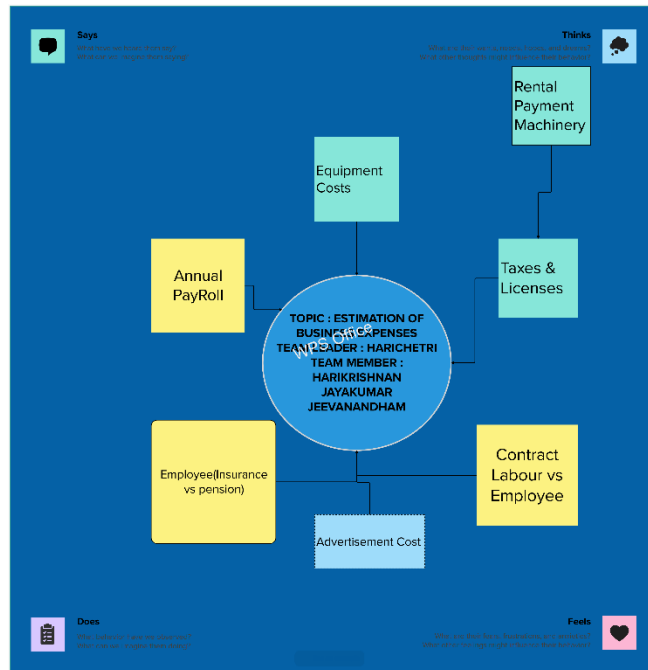 Says
Thinks
Rental
Payment
Machinery
Equipment
Costs
Annual
PayRoll
Taxes &
Licenses
TOPIC : ESTIMATION OF
BUSINESS EXPENSES
TEAM LEADER : HARICHETRI
TEAM MEMBER :
HARIKRISHNAN
JAYAKUMAR
JEEVANANDHAM
WPS Office
Employee(Insurance
vs pension)
Contract
Labour vs
Employee
Advertisement Cost
Does
Feels